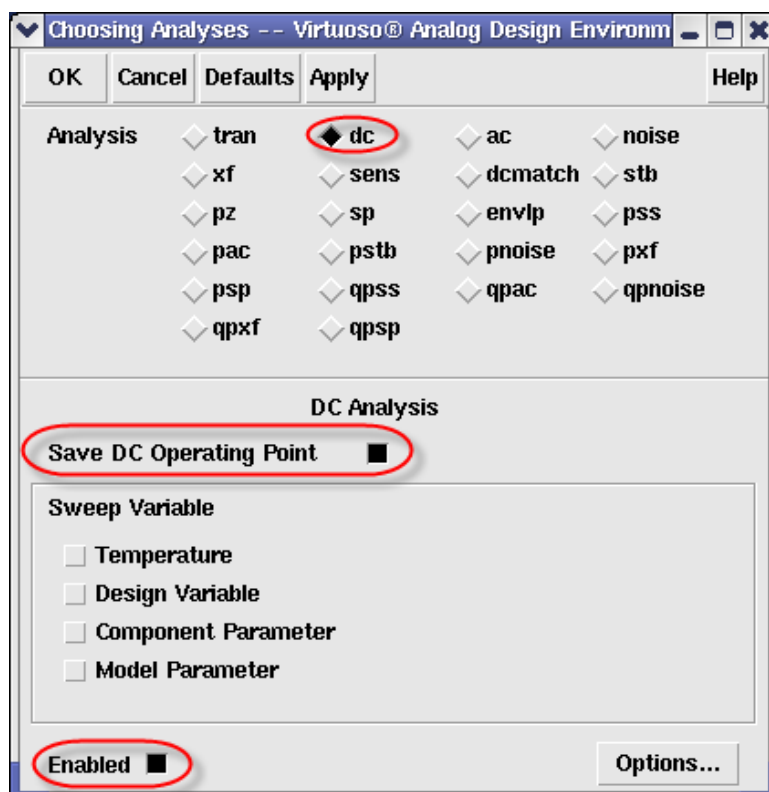 Choosing Analyses -- Virtuoso® Analog Design Environm
OK Cancel Defaults Apply Help
Analysis tran dc ac noise
xf sens dcmatch stb
pz sp envlp pss
pac pstb pnoise pxf
psp qpss qpac qpnoise
qpxf qpsp
DC Analysis
Save DC Operating Point
Sweep Variable
Temperature
Design Variable
Component Parameter
Model Parameter
Enabled Options...